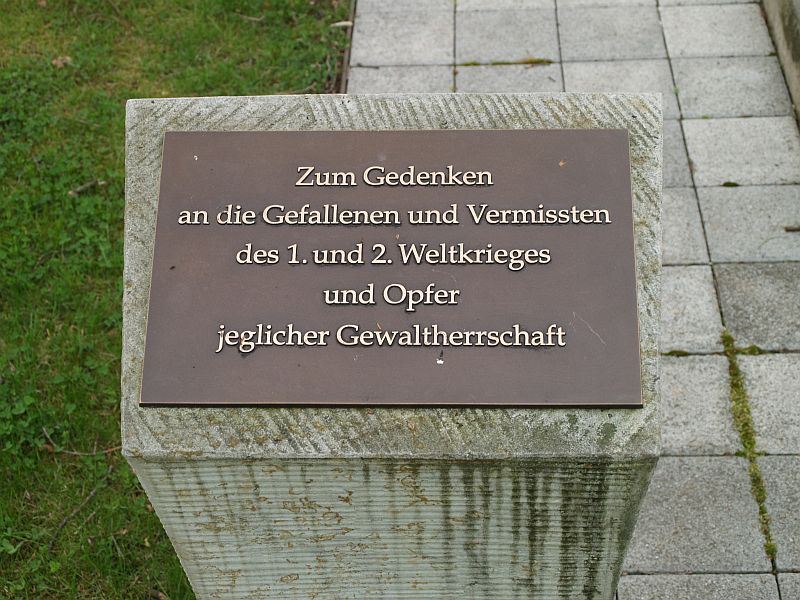 Zum Gedenken
an die Gefallenen und Vermissten
des 1. und 2. Weltkrieges
und Opfer
jeglicher Gewaltherrschaft